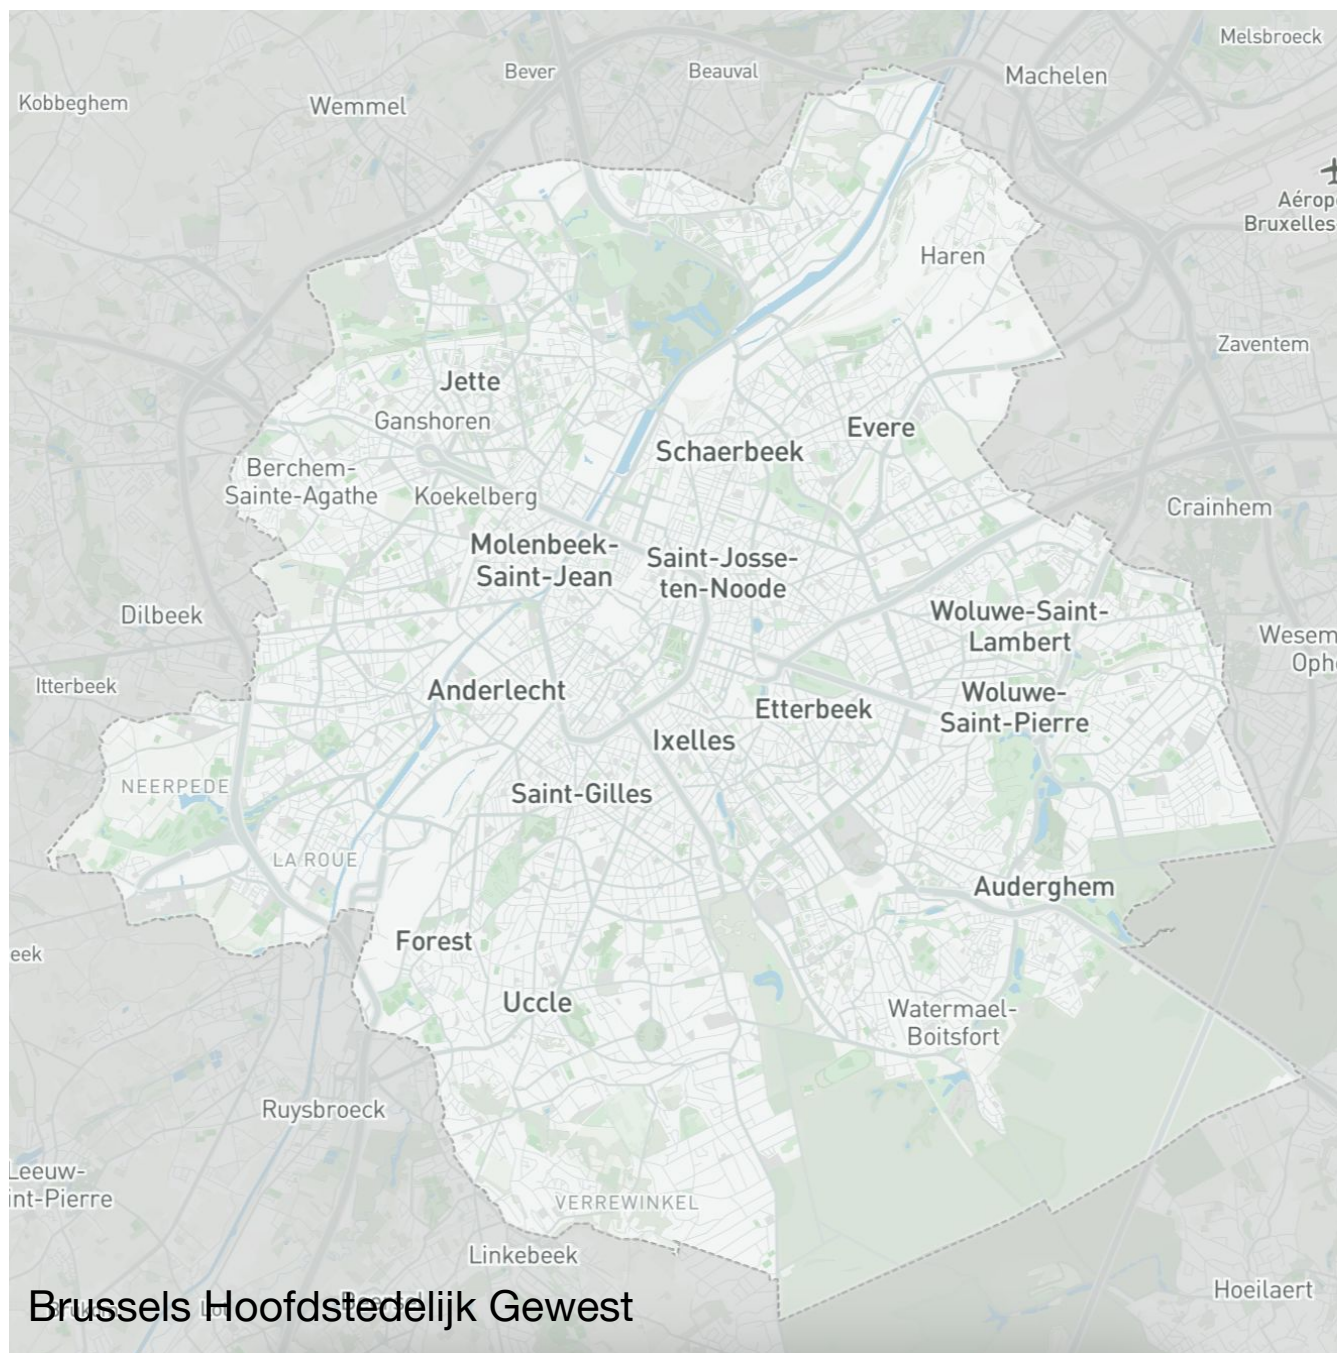 Melsbroeck
Bever
Beauval
Machelen
Kobbeghem
Wemmel
Aérop
Bruxelles-
Haren
Zaventem
Jette
Ganshoren
Evere
Schaerbeek
Berchem-
Sainte-Agathe
Koekelberg
Crainhem
Molenbeek-
Saint-Jean
Saint-Josse-
ten-Noode
Dilbeek
Woluwe-Saint-
Lambert
Wesem
Oph
Itterbeek
Anderlecht
Woluwe-
Saint-Pierre
Etterbeek
Ixelles
NEERPEDE
Saint-Gilles
LA ROUE
Auderghem
Forest
eek
Uccle
Watermael-
Boitsfort
Ruysbroeck
Leeuw-
int-Pierre
VERREWINKEL
Linkebeek
Hoeilaert
Brussels Hoofdstedelijk Gewest